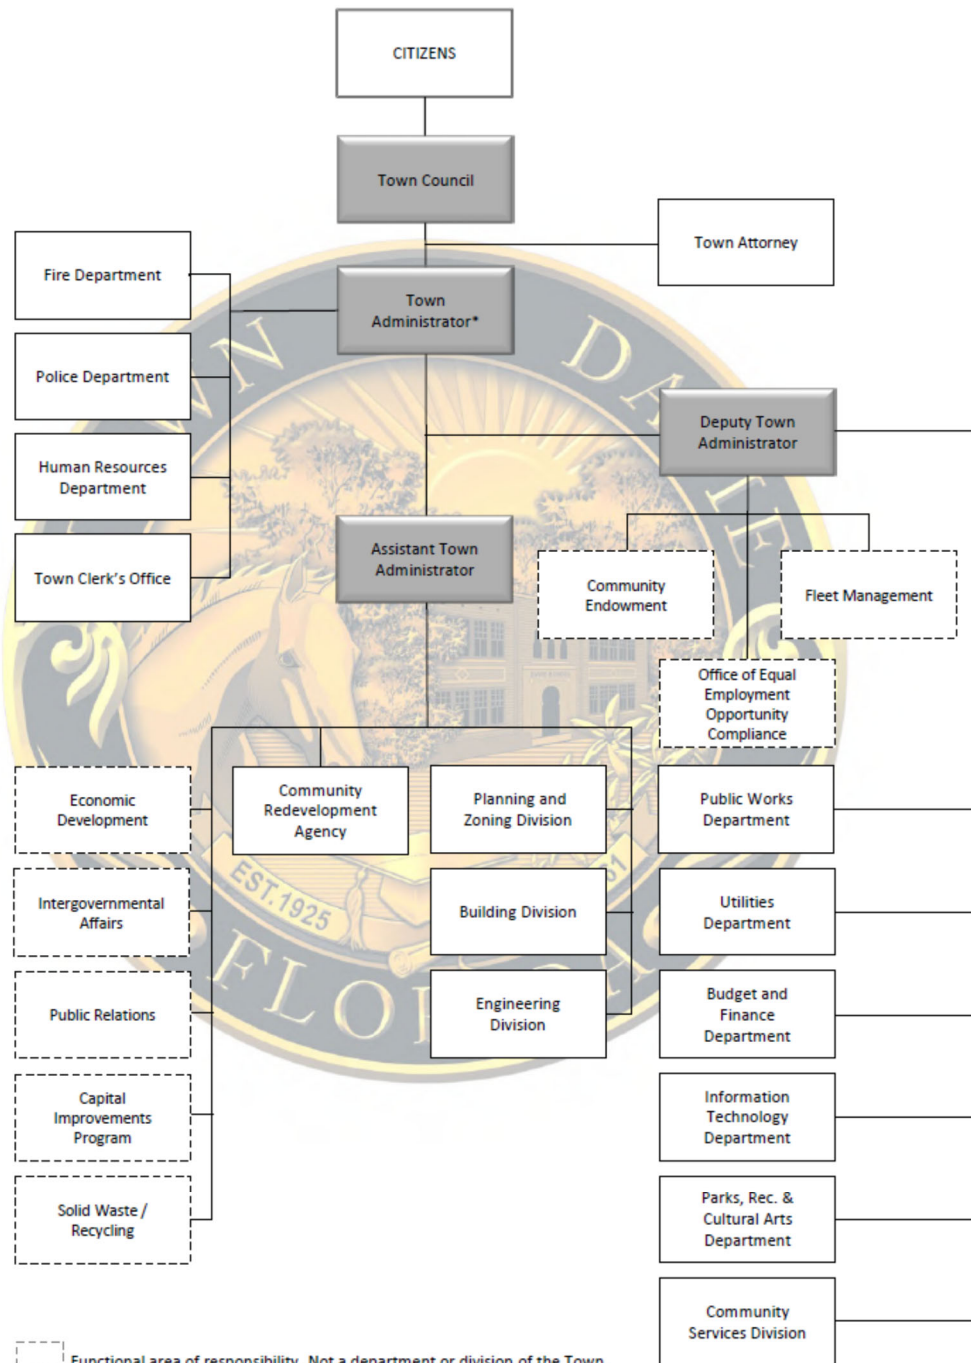 CITIZENS
Town Council
Town Attorney
Fire Department
Town
Administrator*
Police Department
Deputy Town
Administrator
Human Resources
Department
Assistant Town
Administrator
Town Clerk's Office
Community
Endowment
Fleet Management
Office of Equal
Employment
Opportunity
Compliance
Economic
Development
Community
Redevelopment
Agency
Planning and
Zoning Division
Public Works
Department
Intergovernmental
Affairs
Building Division
Utilities
Department
Public Relations
Engineering
Division
Budget and
Finance
Department
Capital
Improvements
Program
Information
Technology
Department
Solid Waste /
Recycling
Parks, Rec. &
Cultural Arts
Department
Community
Services Division
Functional area of responsibility. Not a department or division of the Town
EST.1925